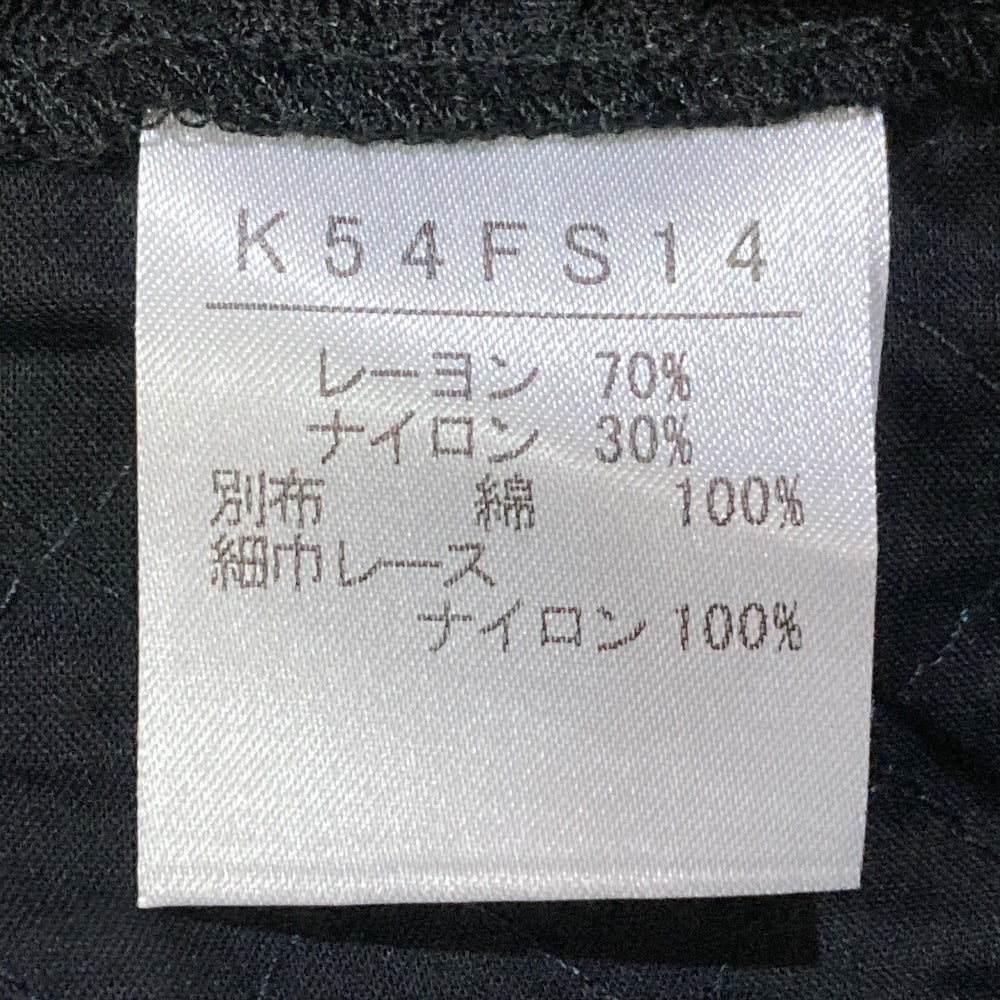 K54FS14
レーヨン 70%
ナイロン 30%
別布 綿 100%
細巾レース
ナイロン 100%